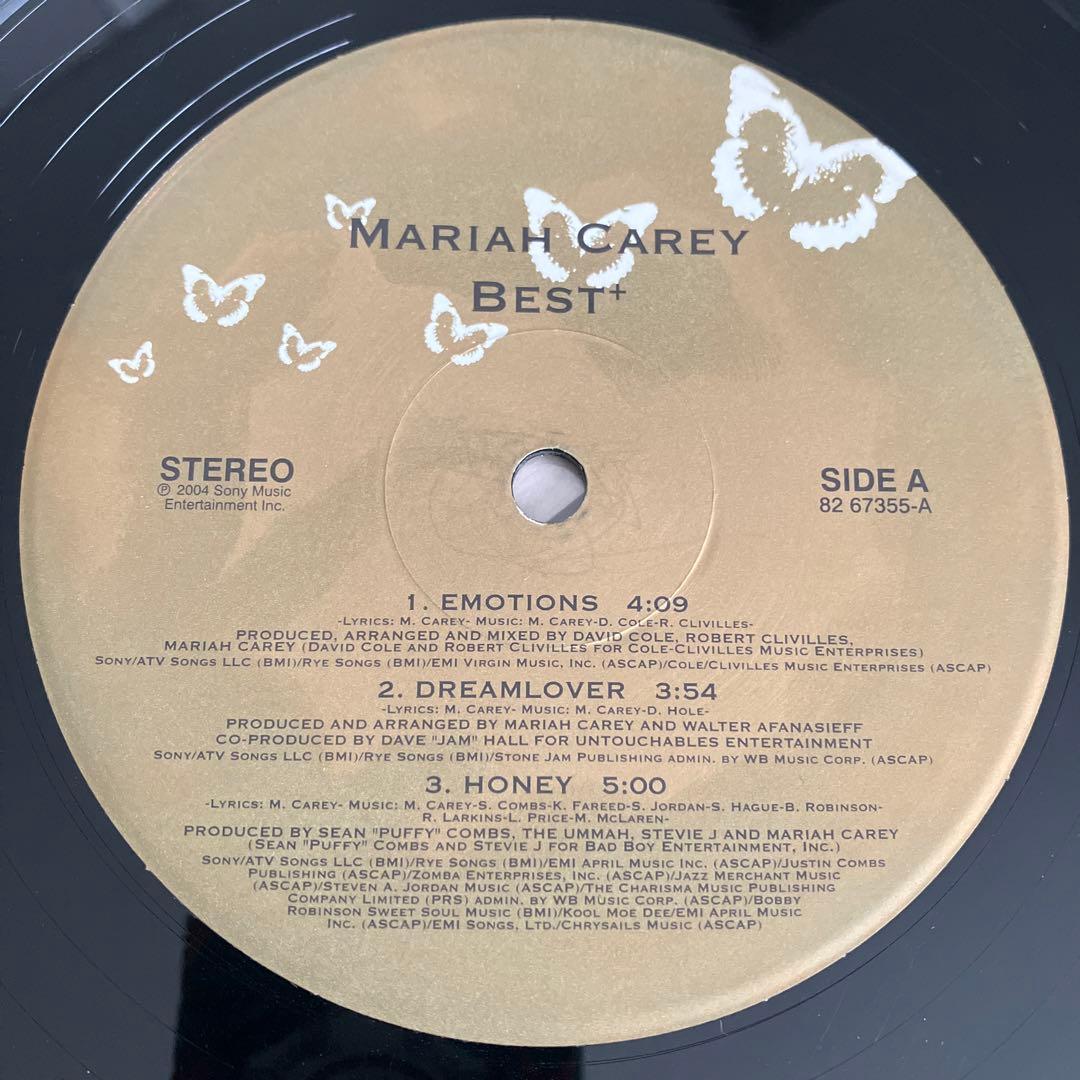 MARIAH CAREY
BEST+
STEREO
℗ 2004 Sony Music
Entertainment Inc.
SIDE A
82 67355-A
1. EMOTIONS 4:09
-LYRICS: M. CAREY- MUSIC: M. CAREY-D. COLE-R. CLIVILLES-
PRODUCED, ARRANGED AND MIXED BY DAVID COLE, ROBERT CLIVILLES,
MARIAH CAREY (DAVID COLE AND ROBERT CLIVILLES FOR COLE-CLIVILLES MUSIC ENTERPRISES)
SONY/ATV SONGS LLC (BMI)/RYE SONGS (BMI)/EMI VIRGIN MUSIC, INC. (ASCAP)/COLE/CLIVILLES MUSIC ENTERPRISES (ASCAP)
2. DREAMLOVER 3:54
-LYRICS: M. CAREY- MUSIC: M. CAREY-D. HOLE-
PRODUCED AND ARRANGED BY MARIAH CAREY AND WALTER AFANASIEFF
CO-PRODUCED BY DAVE "JAM" HALL FOR UNTOUCHABLES ENTERTAINMENT
SONY/ATV SONGS LLC (BMI)/RYE SONGS (BMI)/STONE JAM PUBLISHING ADMIN. BY WB MUSIC CORP. (ASCAP)
3. HONEY 5:00
-LYRICS: M. CAREY- MUSIC: M. CAREY-S. COMBS-K. FAREED-S. JORDAN-S. HAGUE-B. ROBINSON-
R. LARKINS-L. PRICE-M. MCLAREN-
PRODUCED BY SEAN "PUFFY" COMBS, THE UMMAH, STEVIE J AND MARIAH CAREY
(SEAN "PUFFY" COMBS AND STEVIE J FOR BAD BOY ENTERTAINMENT, INC.)
SONY/ATV SONGS LLC (BMI)/RYE SONGS (BMI)/EMI APRIL MUSIC INC. (ASCAP)/JUSTIN COMBS
PUBLISHING (ASCAP)/ZOMBA ENTERPRISES, INC. (ASCAP)/JAZZ MERCHANT MUSIC
(ASCAP)/STEVEN A. JORDAN MUSIC (ASCAP)/THE CHARISMA MUSIC PUBLISHING
COMPANY LIMITED (PRS) ADMIN. BY WB MUSIC CORP. (ASCAP)/BOBBY
ROBINSON SWEET SOUL MUSIC (BMI)/KOOL MOE DEE/EMI APRIL MUSIC
INC. (ASCAP)/EMI SONGS, LTD./CHRYSAILS MUSIC (ASCAP)